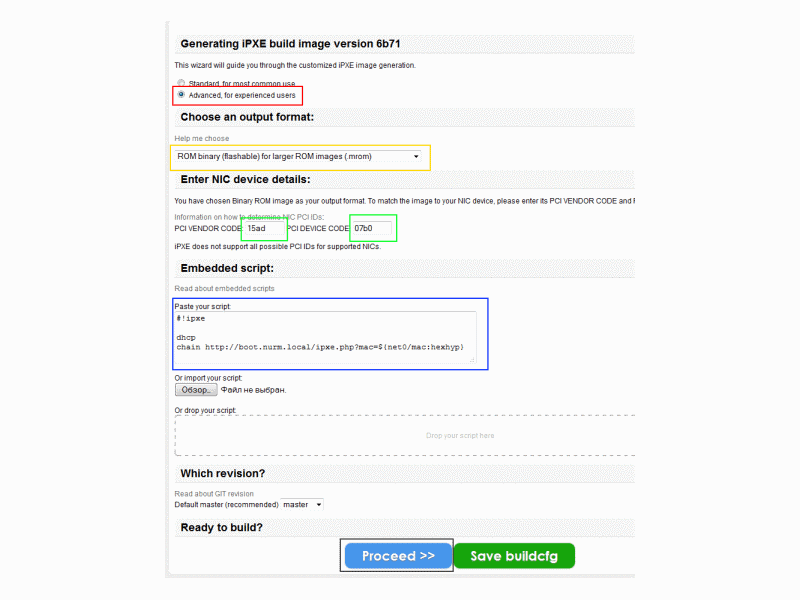 Generating iPXE build image version 6b71
This wizard will guide you through the customized iPXE image generation.
Standard, for most common use
Advanced, for experienced users
Choose an output format:
Help me choose
ROM binary (flashable) for larger ROM images (.mrom)
Enter NIC device details:
You have chosen Binary ROM image as your output format. To match the image to your NIC device, please enter its PCI VENDOR CODE and
Information on how to determine NIC PCI IDs:
PCI VENDOR CODE 15ad PCI DEVICE CODE 07b0
iPXE does not support all possible PCI IDs for supported NICs.
Embedded script:
Read about embedded scripts
Paste your script:
#!ipxe
dhcp
chain http://boot.nurm.local/ipxe.php?mac=${net0/mac:hexhyp}
Or import your script:
Обзор... Файл не выбран.
Or drop your script:
Drop your script here
Which revision?
Read about GIT revision
Default master (recommended) master
Ready to build?
Proceed >> Save buildcfg